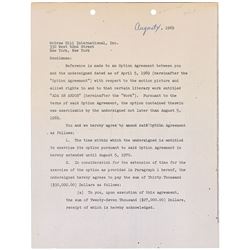 August, 1969
McGraw Hill International, Inc.
330 West 42nd Street
New York, New York
Gentlemen:
Reference is made to an Option Agreement between you
and the undersigned dated as of April 5, 1969 (hereinafter the
"Option Agreement") with respect to the motion picture and
allied rights to and in that certain literary work entitled
"ADA OR ARDOR" (hereinafter the "Work"). Pursuant to the
terms of said Option Agreement, the option contained therein
was exercisable by the undersigned not later than August 5,
1969.
You and we hereby agree to amend said Option Agreement
as follows:
1. The time within which the undersigned is entitled to
exercise its option pursuant to said Option Agreement is
hereby extended until August 5, 1970.
2. In consideration for the extension of time for the
exercise of the option as provided in Paragraph 1 hereof, the
undersigned hereby agrees to pay the sum of Thirty-Thousand
($30,000.00) Dollars as follows:
(a) To you, upon execution of this agreement,
the sum of Twenty-Seven Thousand ($27,000.00) Dollars,
receipt of which is hereby acknowledged.